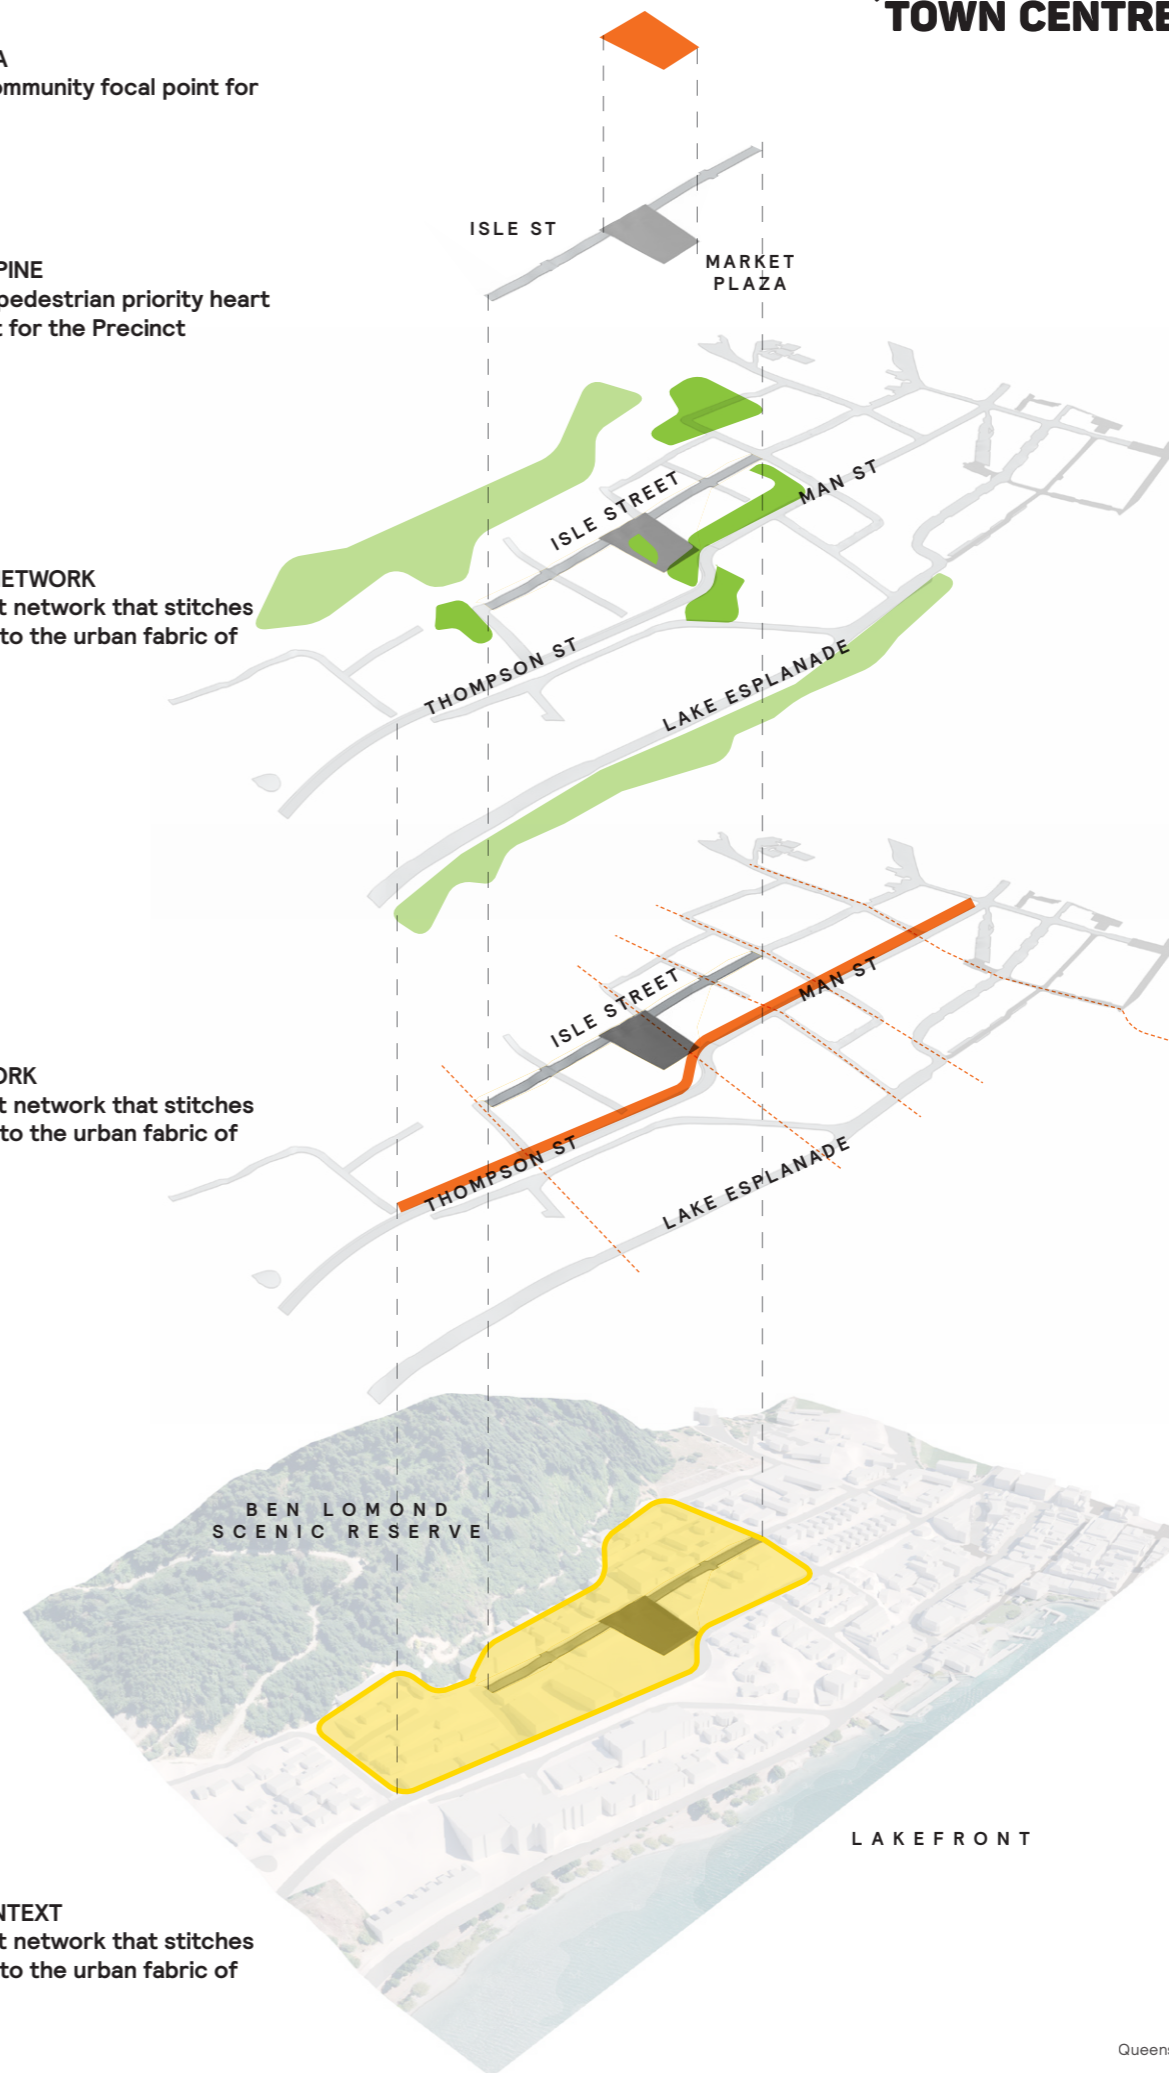 TOWN CENTRE
A
ommunity focal point for
ISLE ST
MARKET
PLAZA
PINE
pedestrian priority heart
t for the Precinct
ISLE STREET
MAN ST
ETWORK
t network that stitches
to the urban fabric of
THOMPSON ST
LAKE ESPLANADE
ISLE STREET
MAN ST
ORK
t network that stitches
to the urban fabric of
THOMPSON ST
LAKE ESPLANADE
BEN LOMOND
SCENIC RESERVE
LAKEFRONT
NTEXT
t network that stitches
to the urban fabric of
Queens